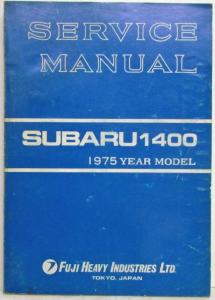 SERVICE
MANUAL
SUBARU 1400
1975 YEAR MODEL
FUJI HEAVY INDUSTRIES LTD.
TOKYO, JAPAN